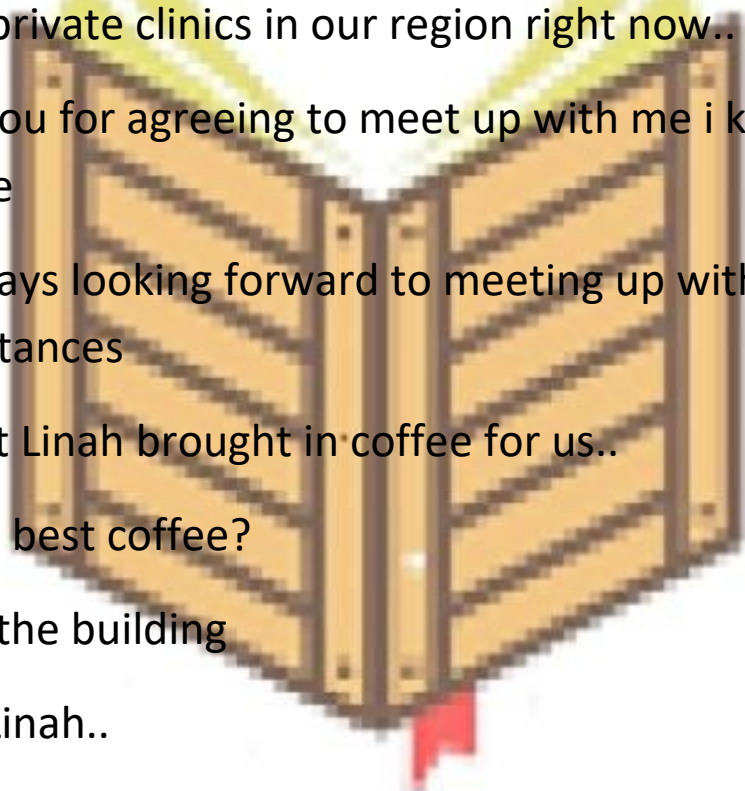 private clinics in our region right now..
ou for agreeing to meet up with me i k
e
ays looking forward to meeting up with
tances
t Linah brought in coffee for us..
best coffee?
the building
Linah..